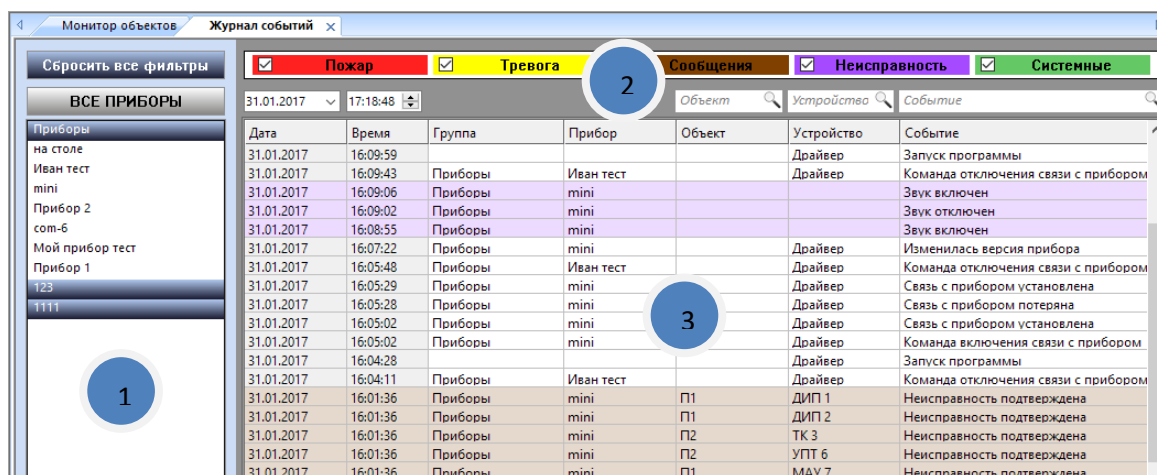 Монитор объектов Журнал событий
Сбросить все фильтры
ВСЕ ПРИБОРЫ
Приборы
на столе
Иван тест
mini
Прибор 2
com-6
Мой прибор тест
Прибор 1
123
1111
1
Пожар Тревога Сообщения Неисправность Системные
2
31.01.2017 17:18:48 Объект Устройство Событие
Дата Время Группа Прибор Объект Устройство Событие
31.01.2017 16:09:59 Драйвер Запуск программы
31.01.2017 16:09:43 Приборы Иван тест Драйвер Команда отключения связи с прибором
31.01.2017 16:09:06 Приборы mini Звук включен
31.01.2017 16:09:02 Приборы mini Звук отключен
31.01.2017 16:08:55 Приборы mini Звук включен
31.01.2017 16:07:22 Приборы mini Драйвер Изменилась версия прибора
31.01.2017 16:05:48 Приборы Иван тест Драйвер Команда отключения связи с прибором
31.01.2017 16:05:29 Приборы mini Драйвер Связь с прибором установлена
31.01.2017 16:05:28 Приборы mini Драйвер Связь с прибором потеряна
31.01.2017 16:05:02 Приборы mini Драйвер Связь с прибором установлена
31.01.2017 16:05:02 Приборы mini Драйвер Команда включения связи с прибором
31.01.2017 16:04:28 Драйвер Запуск программы
31.01.2017 16:04:11 Приборы Иван тест Драйвер Команда отключения связи с прибором
31.01.2017 16:01:36 Приборы mini П1 ДИП 1 Неисправность подтверждена
31.01.2017 16:01:36 Приборы mini П1 ДИП 2 Неисправность подтверждена
31.01.2017 16:01:36 Приборы mini П2 ТК 3 Неисправность подтверждена
31.01.2017 16:01:36 Приборы mini П2 УПТ 6 Неисправность подтверждена
31.01.2017 16:01:36 Приборы mini П1 МАУ 7 Неисправность подтверждена
3